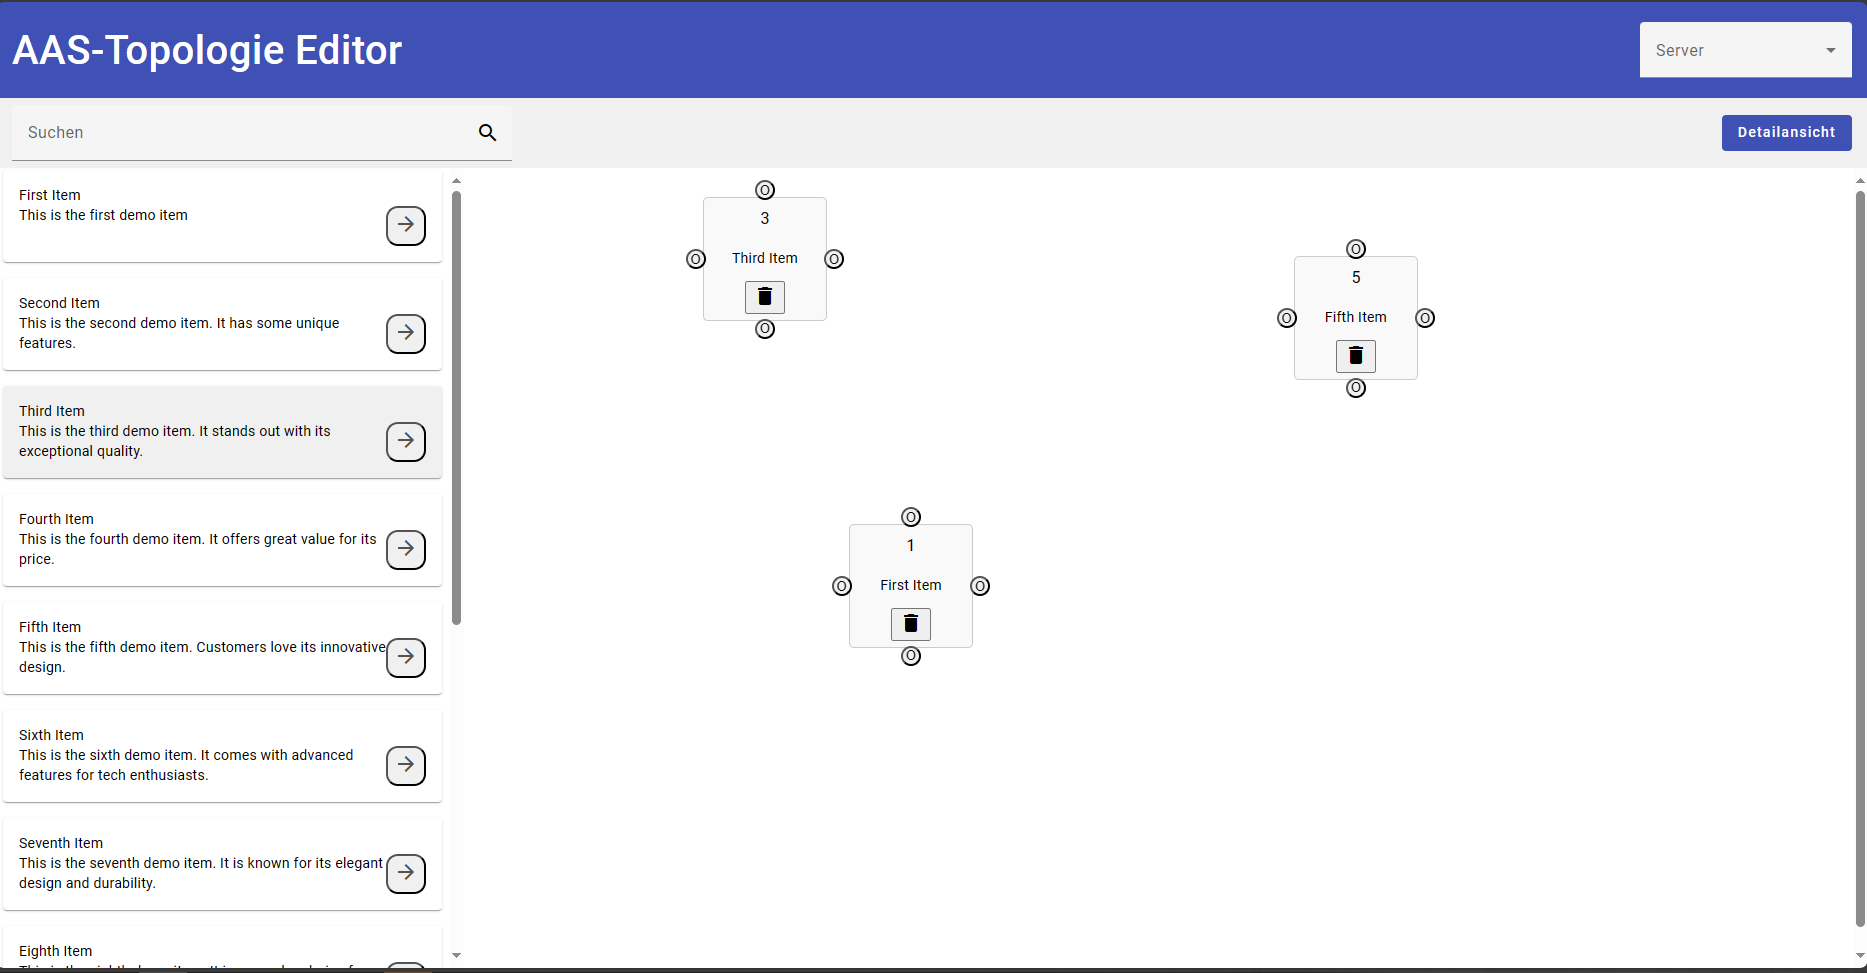 AAS-Topologie Editor
Server
Suchen
Detailansicht
First Item
This is the first demo item
Second Item
This is the second demo item. It has some unique
features.
Third Item
This is the third demo item. It stands out with its
exceptional quality.
Fourth Item
This is the fourth demo item. It offers great value for its
price.
Fifth Item
This is the fifth demo item. Customers love its innovative
design.
Sixth Item
This is the sixth demo item. It comes with advanced
features for tech enthusiasts.
Seventh Item
This is the seventh demo item. It is known for its elegant
design and durability.
Eighth Item
O
3
O
Third Item
O
O
O
5
O
Fifth Item
O
O
O
1
O
First Item
O
O